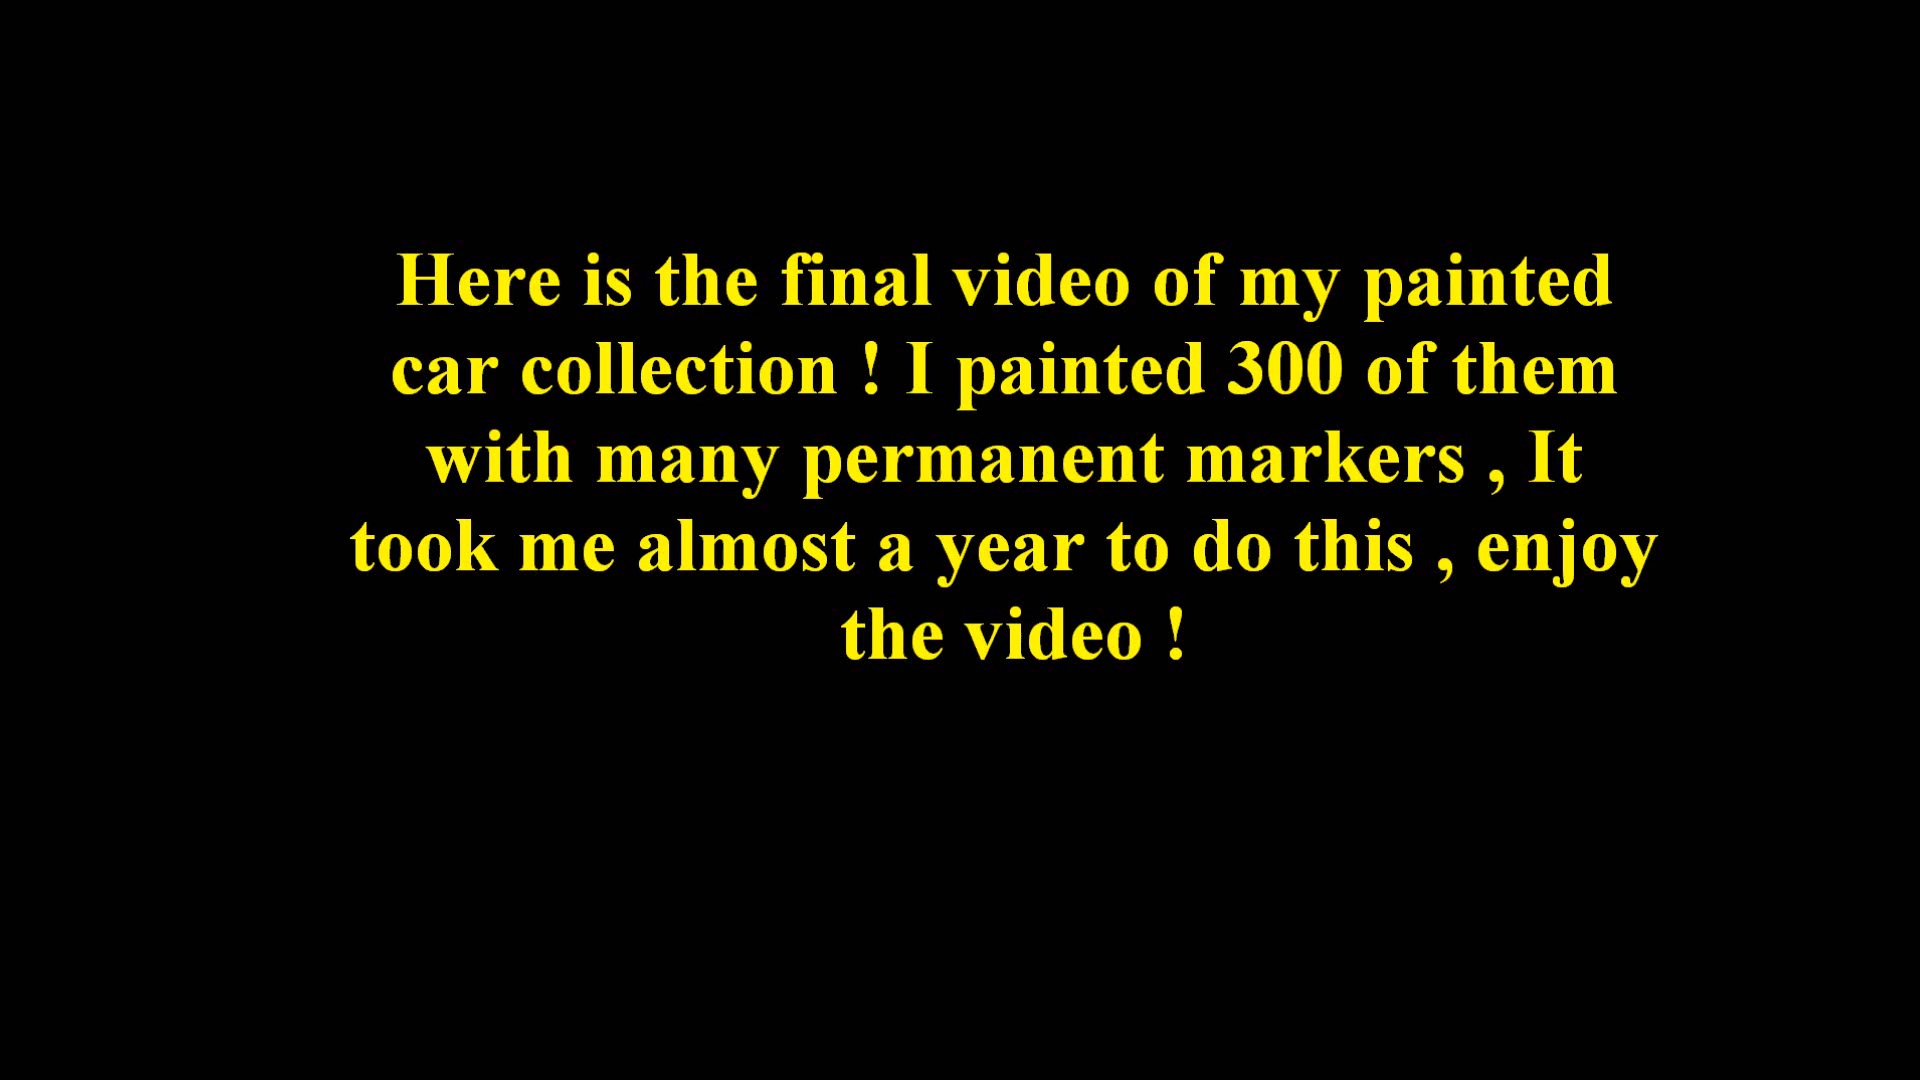 Here is the final video of my painted
car collection ! I painted 300 of them
with many permanent markers , It
took me almost a year to do this , enjoy
the video !